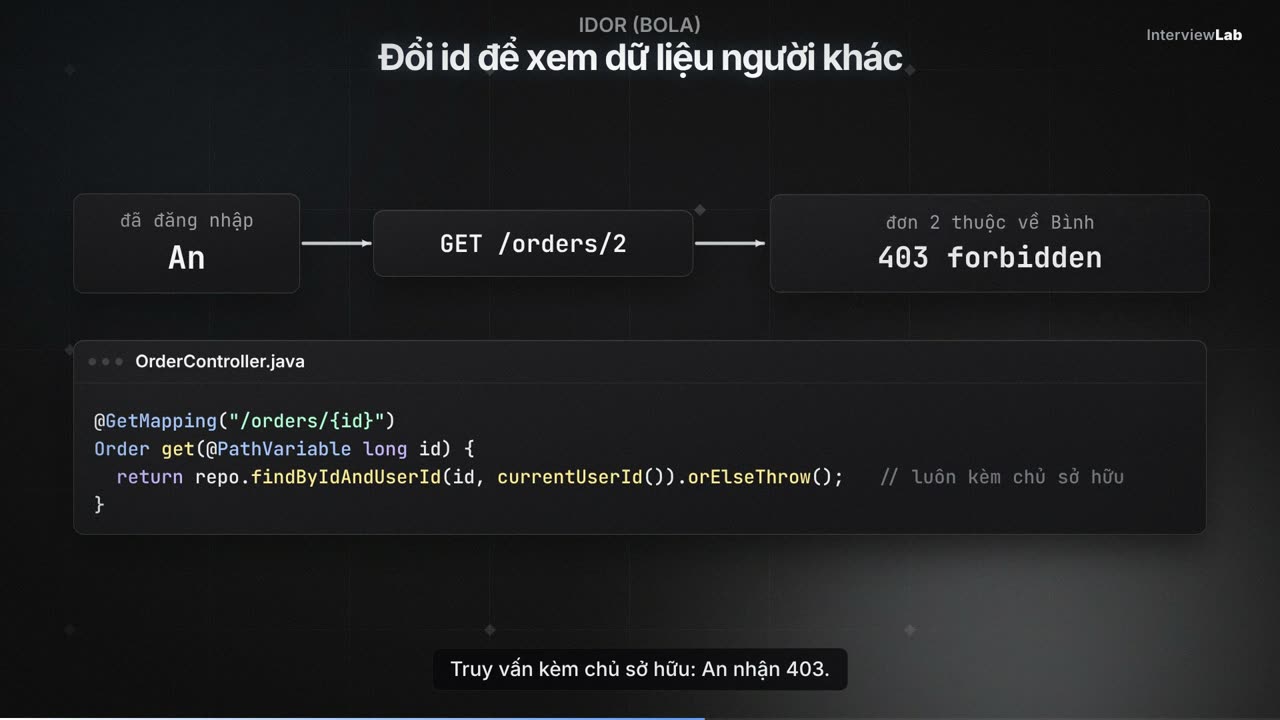 IDOR (BOLA)
InterviewLab
Đổi id để xem dữ liệu người khác
đã đăng nhập
An
GET /orders/2
đơn 2 thuộc về Bình
403 forbidden
OrderController.java
@GetMapping("/orders/{id}")
Order get(@PathVariable long id) {
  return repo.findByIdAndUserId(id, currentUserId()).orElseThrow();   // luôn kèm chủ sở hữu
}
Truy vấn kèm chủ sở hữu: An nhận 403.